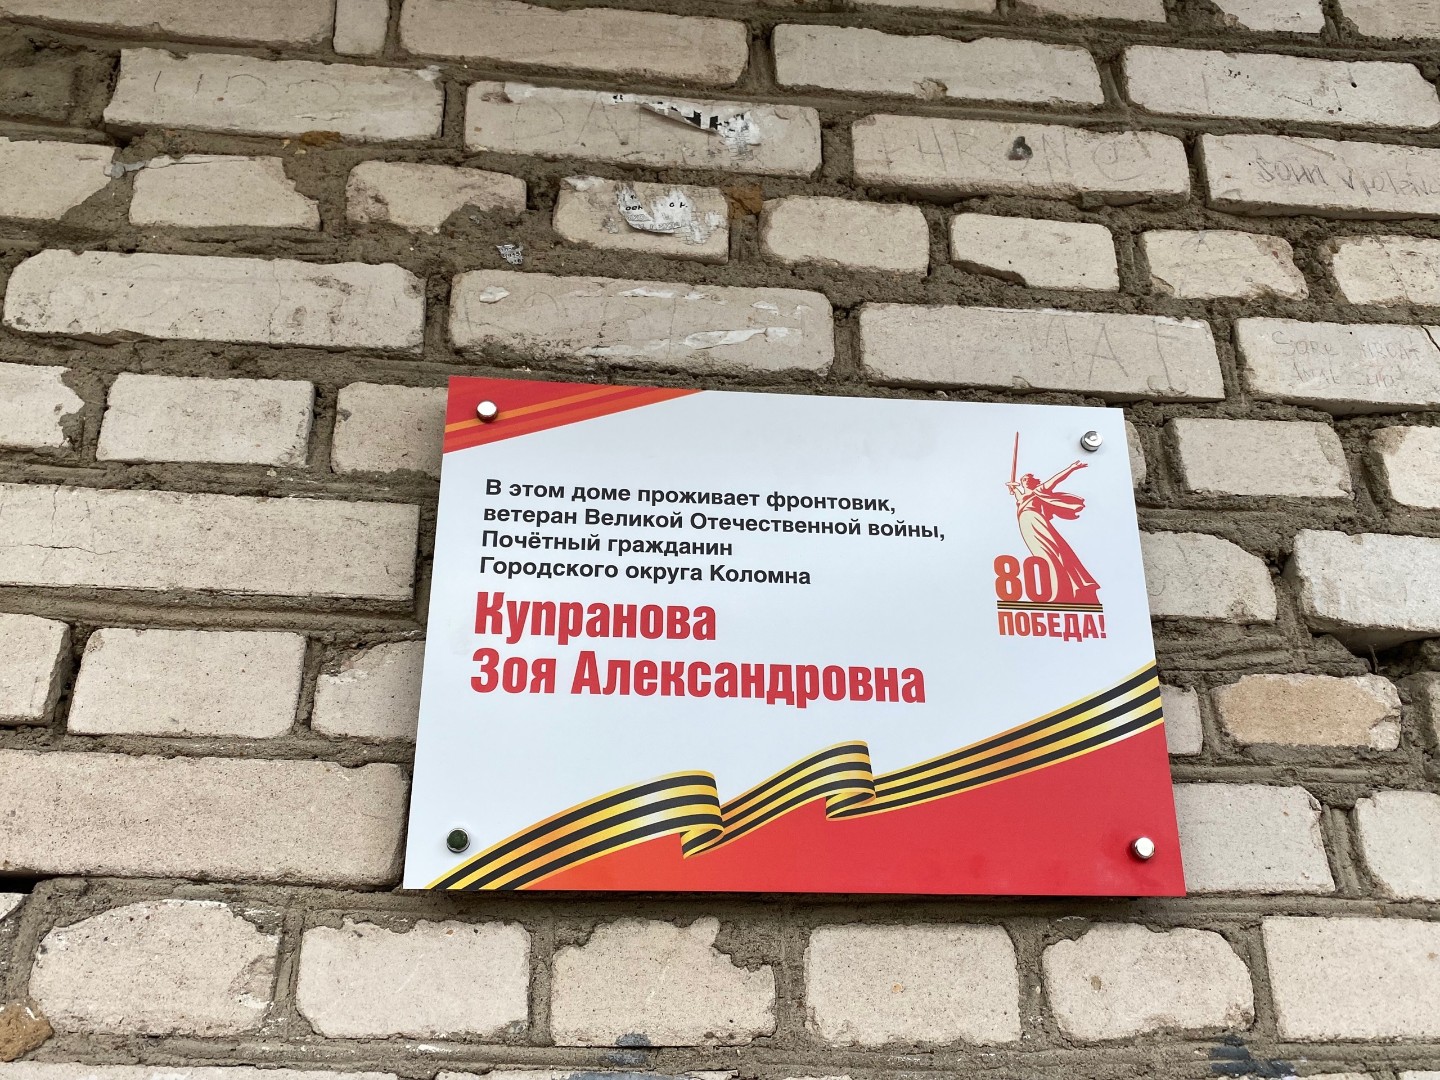 В этом доме проживает фронтовик,
ветеран Великой Отечественной войны,
Почётный гражданин
Городского округа Коломна
Купранова
Зоя Александровна
80
ПОБЕДА!